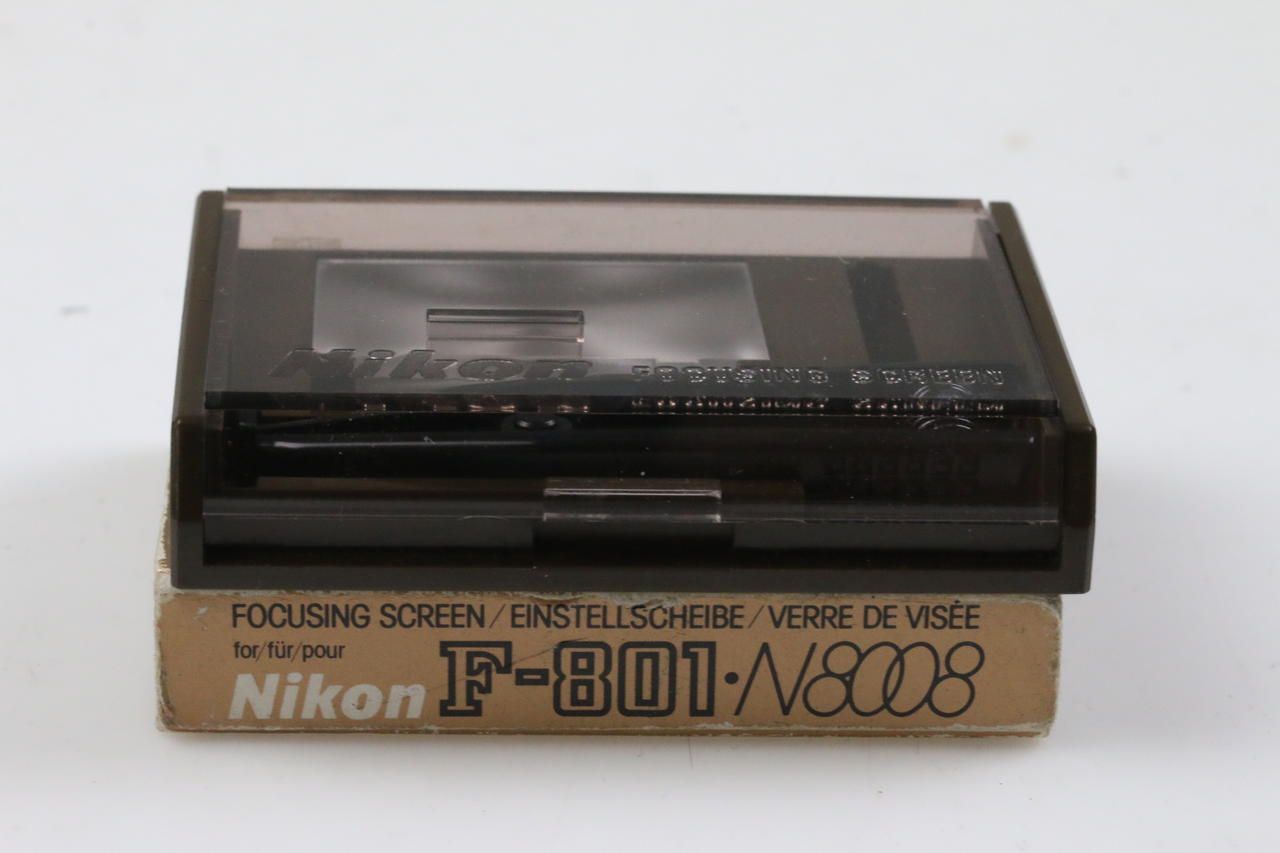 Nikon FOCUSING SCREEN
FOCUSING SCREEN/EINSTELLSCHEIBE/VERRE DE VISÉE
for/für/pour
Nikon F-801·N8008